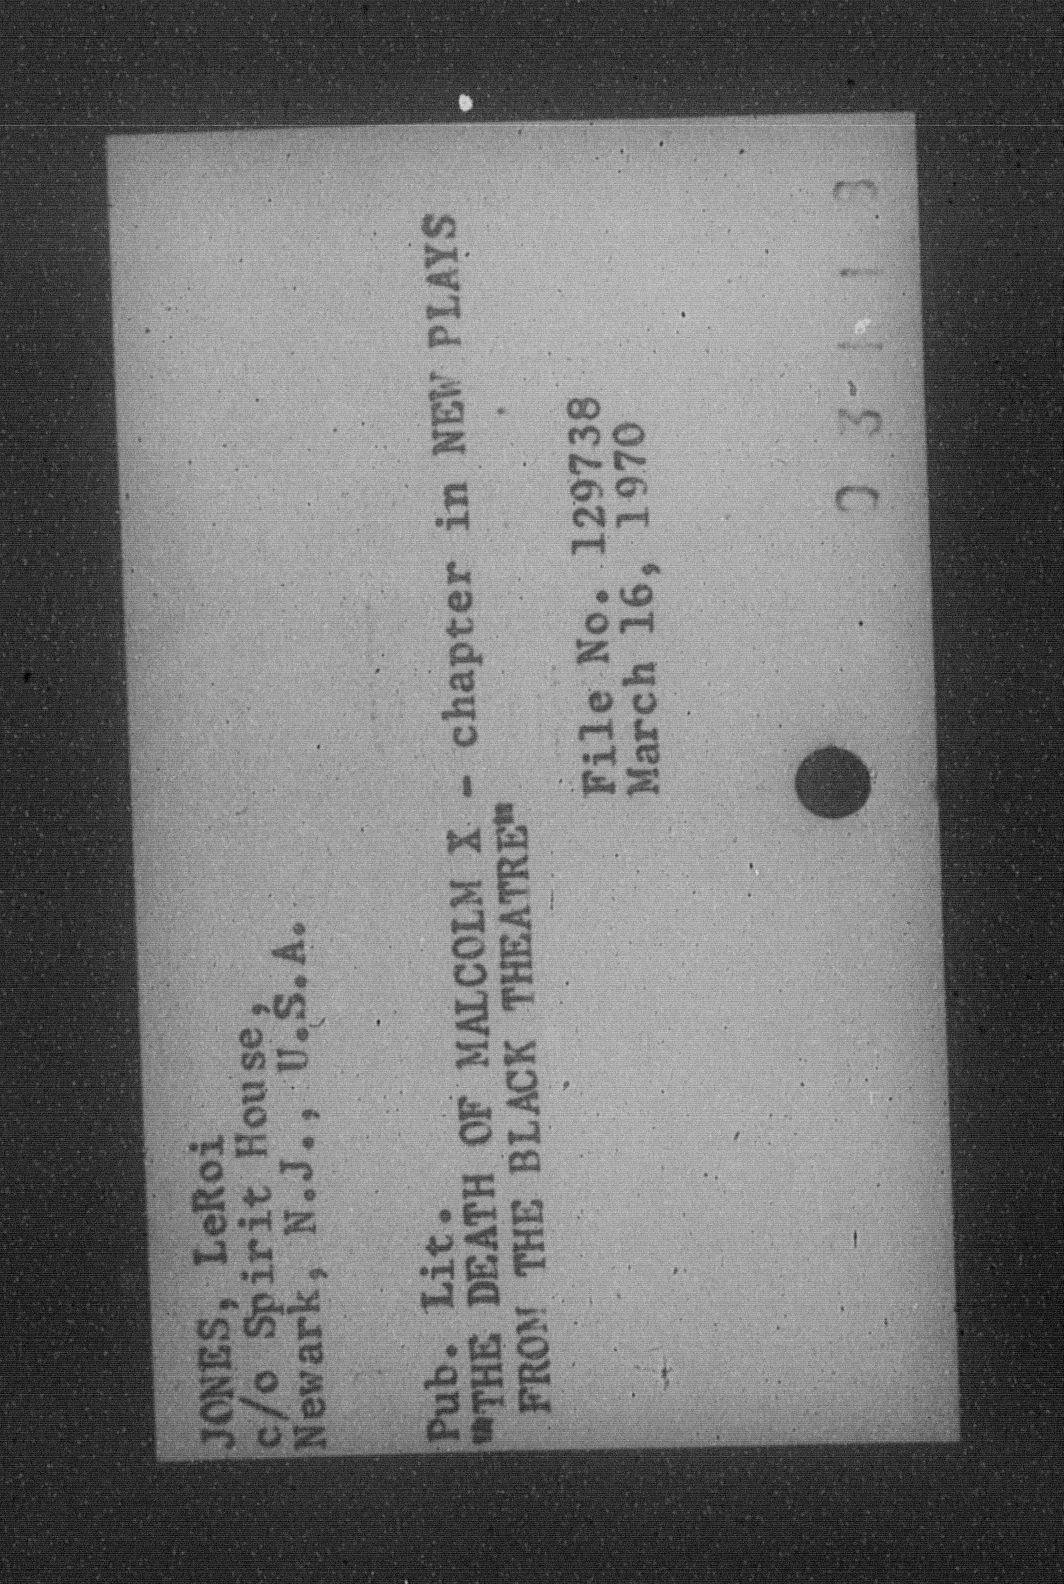 JONES, LeRoi
c/o Spirit House,
Newark, N.J., U.S.A.
Pub. Lit.
"THE DEATH OF MALCOLM X - chapter in NEW PLAYS
FROM THE BLACK THEATRE"
File No. 129738
March 16, 1970